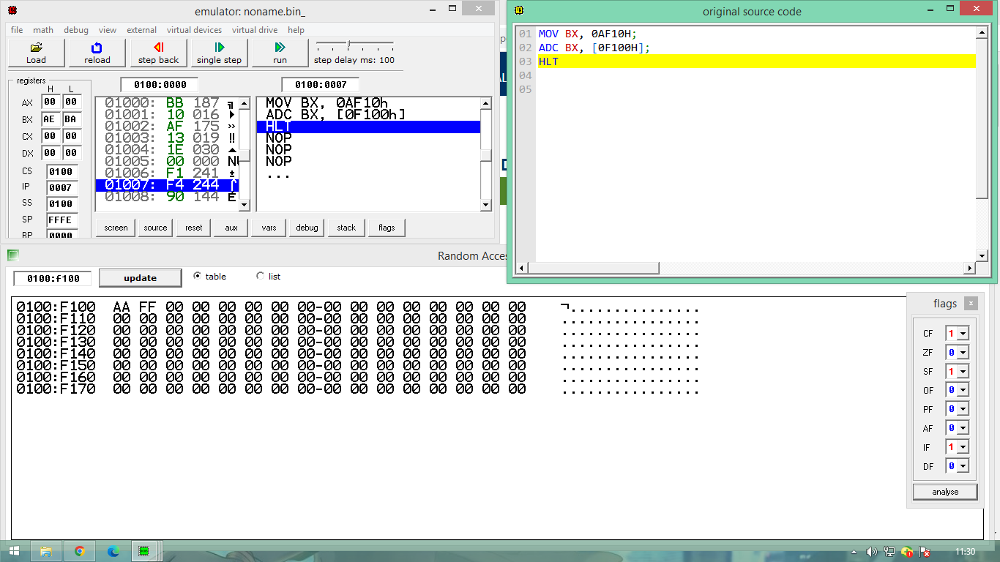 emulator: noname.bin_
file math debug view external virtual devices virtual drive help
Load reload step back single step run step delay ms: 100
registers
H L
AX 00 00
BX AE BA
CX 00 00
DX 00 00
CS 0100
IP 0007
SS 0100
SP FFFE
BP 0000
0100:0000 0100:0007
01000: BB 187 ╗
01001: 10 016 ►
01002: AF 175 »
01003: 13 019 ‼
01004: 1E 030 ▲
01005: 00 000 NU
01006: F1 241 ±
01007: F4 244 ⌠
01008: 90 144 É
MOV BX, 0AF10h
ADC BX, [0F100h]
HLT
NOP
NOP
NOP
...
screen source reset aux vars debug stack flags
original source code
01 MOV BX, 0AF10H;
02 ADC BX, [0F100H];
03 HLT
04
05
Random Acces
0100:f100 update table list
0100:F100 AA FF 00 00 00 00 00 00-00 00 00 00 00 00 00 00 ¬...............
0100:F110 00 00 00 00 00 00 00 00-00 00 00 00 00 00 00 00 ................
0100:F120 00 00 00 00 00 00 00 00-00 00 00 00 00 00 00 00 ................
0100:F130 00 00 00 00 00 00 00 00-00 00 00 00 00 00 00 00 ................
0100:F140 00 00 00 00 00 00 00 00-00 00 00 00 00 00 00 00 ................
0100:F150 00 00 00 00 00 00 00 00-00 00 00 00 00 00 00 00 ................
0100:F160 00 00 00 00 00 00 00 00-00 00 00 00 00 00 00 00 ................
0100:F170 00 00 00 00 00 00 00 00-00 00 00 00 00 00 00 00 ................
flags
CF 1
ZF 0
SF 1
OF 0
PF 0
AF 0
IF 1
DF 0
analyse
11:30